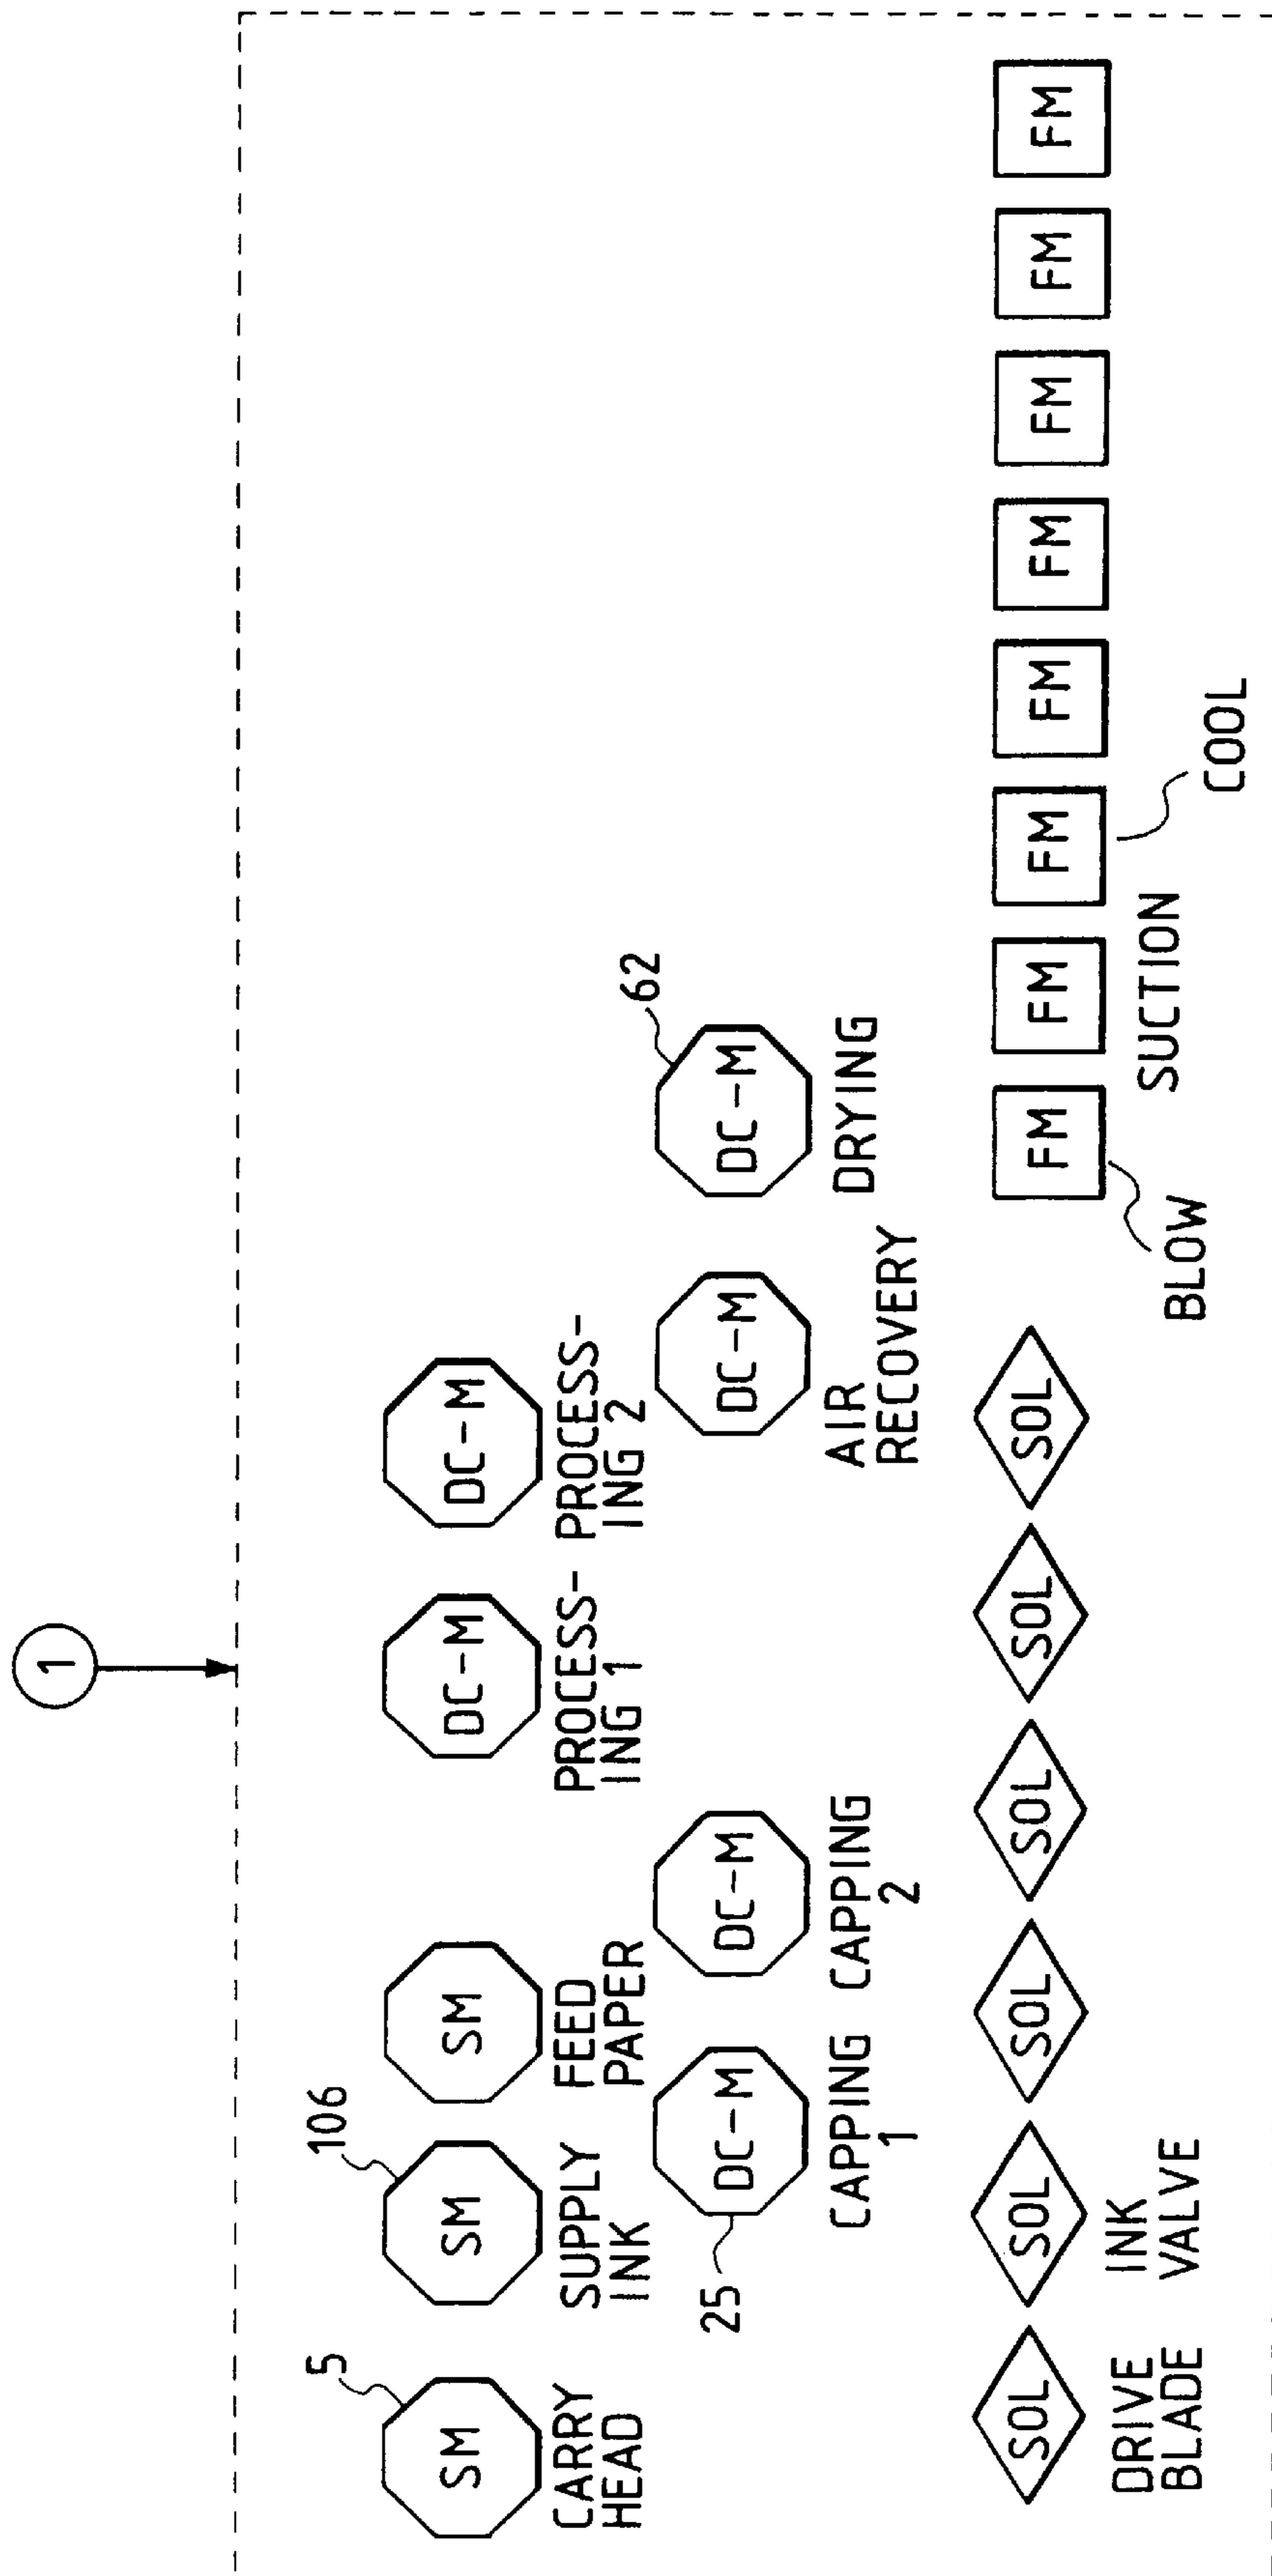 1
5
106
SM
SM
SM
DC-M
DC-M
CARRY
HEAD
SUPPLY
INK
FEED
PAPER
PROCESS-
ING 1
PROCESS-
ING 2
62
25
DC-M
DC-M
DC-M
DC-M
CAPPING
1
CAPPING
2
AIR
RECOVERY
DRYING
SOL
SOL
SOL
SOL
SOL
SOL
FM
FM
FM
FM
FM
FM
FM
FM
DRIVE
BLADE
INK
VALVE
BLOW
SUCTION
COOL